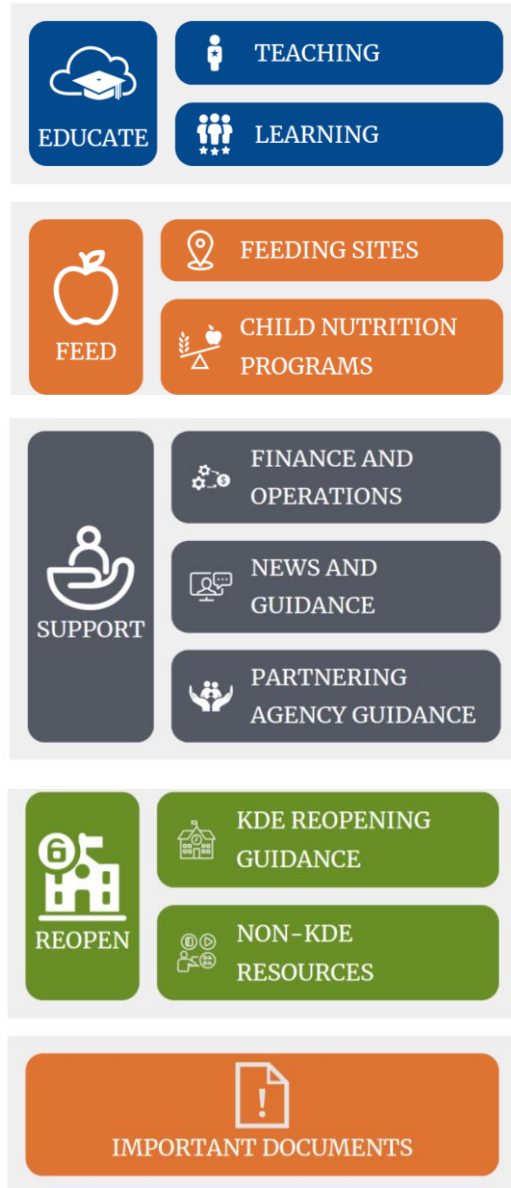 EDUCATE
TEACHING
LEARNING
FEED
FEEDING SITES
CHILD NUTRITION
PROGRAMS
SUPPORT
FINANCE AND
OPERATIONS
NEWS AND
GUIDANCE
PARTNERING
AGENCY GUIDANCE
REOPEN
KDE REOPENING
GUIDANCE
NON-KDE
RESOURCES
IMPORTANT DOCUMENTS